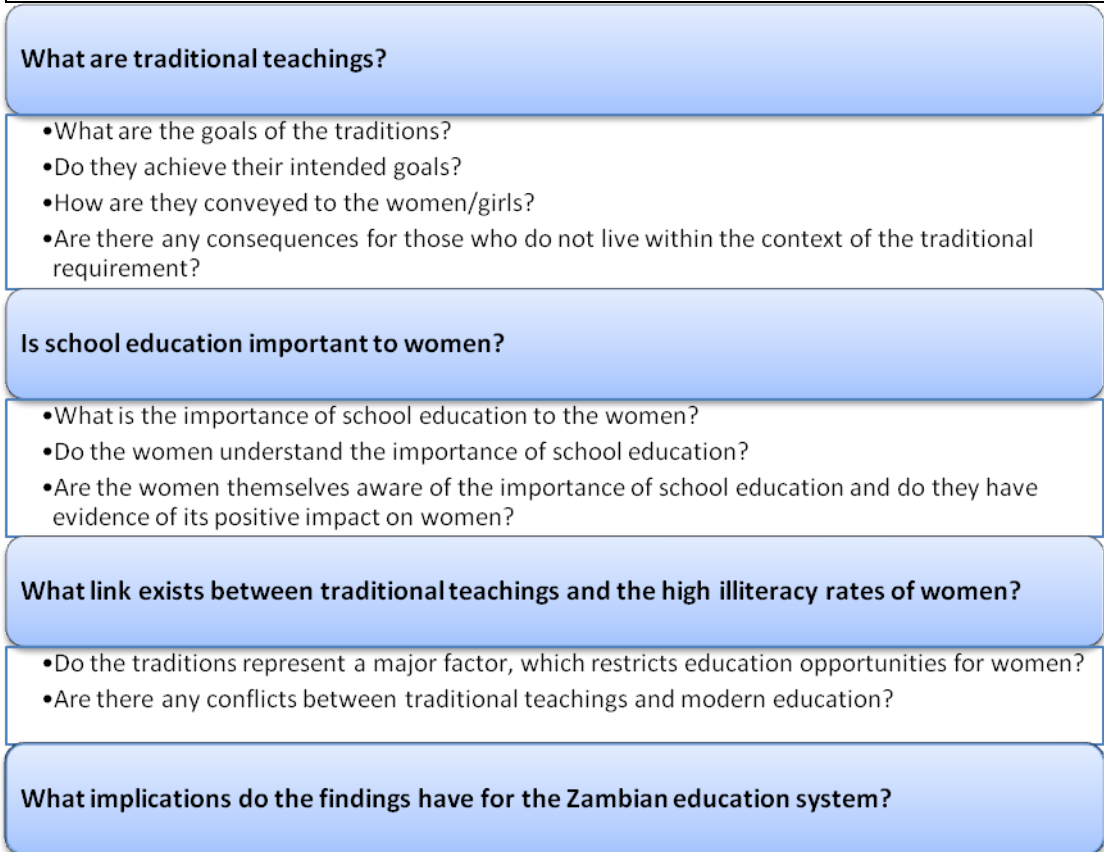 What are traditional teachings?
•What are the goals of the traditions?
•Do they achieve their intended goals?
•How are they conveyed to the women/girls?
•Are there any consequences for those who do not live within the context of the traditional
requirement?
Is school education important to women?
•What is the importance of school education to the women?
•Do the women understand the importance of school education?
•Are the women themselves aware of the importance of school education and do they have
evidence of its positive impact on women?
What link exists between traditional teachings and the high illiteracy rates of women?
•Do the traditions represent a major factor, which restricts education opportunities for women?
•Are there any conflicts between traditional teachings and modern education?
What implications do the findings have for the Zambian education system?